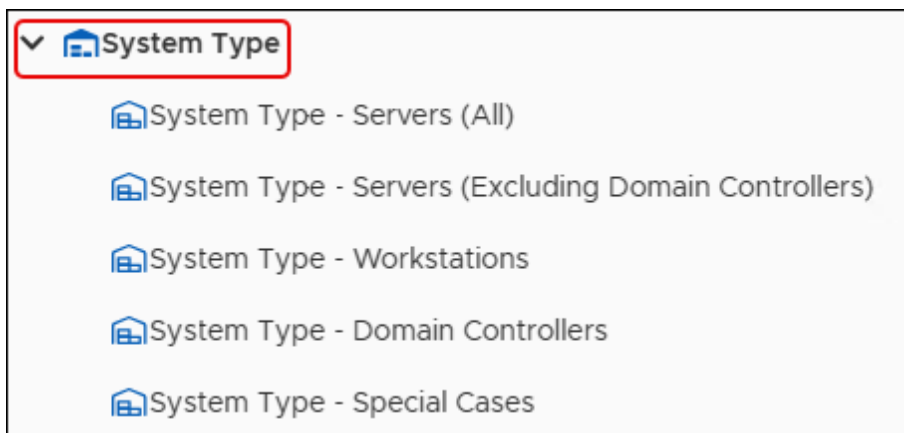 System Type
System Type - Servers (All)
System Type - Servers (Excluding Domain Controllers)
System Type - Workstations
System Type - Domain Controllers
System Type - Special Cases